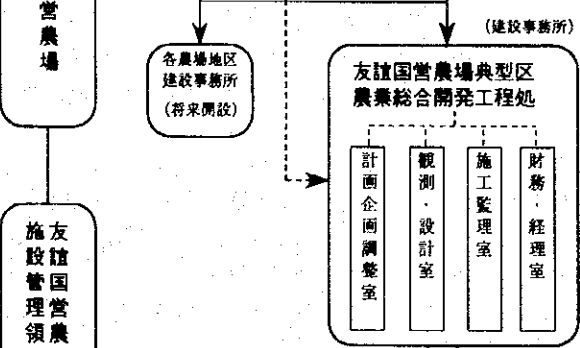 営農場
(建設事務所)
各農場地区
建設事務所
(将来開設)
友誼国営農場典型区
農業総合開発工程処
計画企画調整室
観測・設計室
施工監理室
財務・経理室
友誼国営農
施設管理領